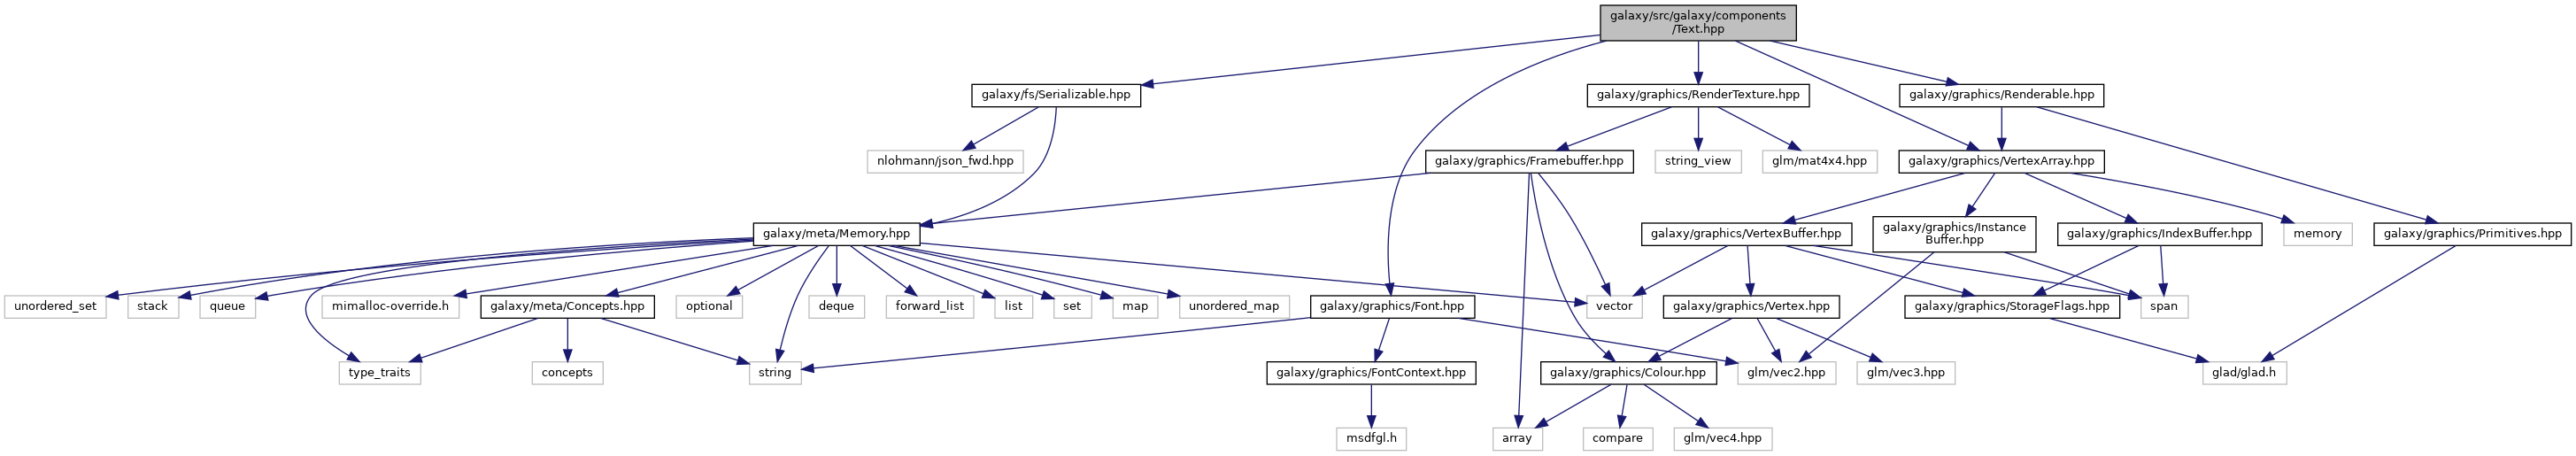 galaxy/src/galaxy/components
/Text.hpp
galaxy/fs/Serializable.hpp
galaxy/graphics/RenderTexture.hpp
galaxy/graphics/Renderable.hpp
nlohmann/json_fwd.hpp
galaxy/graphics/Framebuffer.hpp
string_view
glm/mat4x4.hpp
galaxy/graphics/VertexArray.hpp
galaxy/meta/Memory.hpp
galaxy/graphics/VertexBuffer.hpp
galaxy/graphics/Instance
Buffer.hpp
galaxy/graphics/IndexBuffer.hpp
memory
galaxy/graphics/Primitives.hpp
unordered_set
stack
queue
mimalloc-override.h
galaxy/meta/Concepts.hpp
optional
deque
forward_list
list
set
map
unordered_map
galaxy/graphics/Font.hpp
vector
galaxy/graphics/Vertex.hpp
galaxy/graphics/StorageFlags.hpp
span
type_traits
concepts
string
galaxy/graphics/FontContext.hpp
galaxy/graphics/Colour.hpp
glm/vec2.hpp
glm/vec3.hpp
glad/glad.h
msdfgl.h
array
compare
glm/vec4.hpp